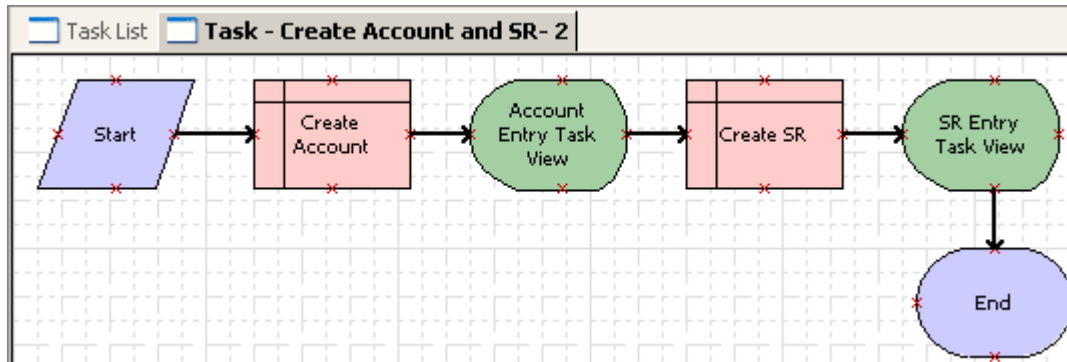 Task List
Task - Create Account and SR- 2
Start
Create
Account
Account
Entry Task
View
Create SR
SR Entry
Task View
End